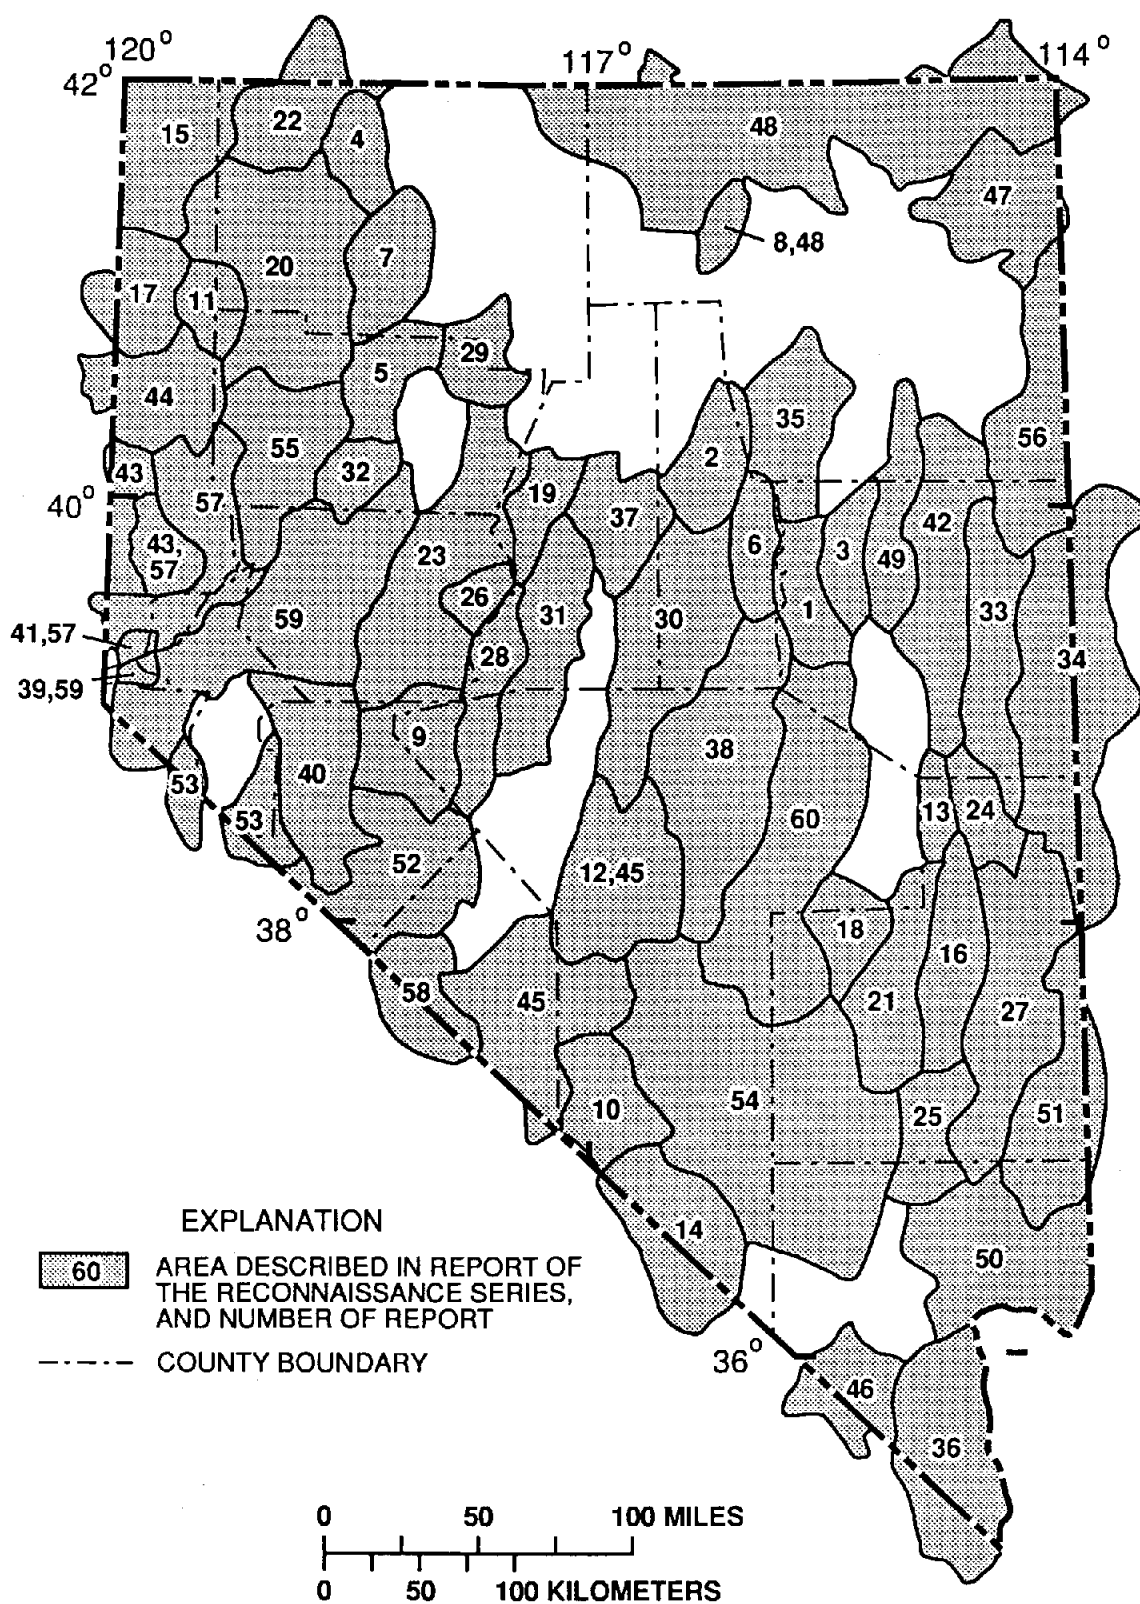 120° 117° 114°
42°
15 22 4 48
47
8,48
20 7
17 11
29
5
44
35
56
55
2
43 32
19
40° 57
37 42
43, 57
23 6 3 49
26 31
59 30 1 33
41,57
28 34
39,59
9 38
40
53
53 13 24
60
52 12,45
38° 18 16
58 45 21 27
54
10 25 51
14
50
EXPLANATION
60 AREA DESCRIBED IN REPORT OF
THE RECONNAISSANCE SERIES,
AND NUMBER OF REPORT
COUNTY BOUNDARY
36°
46
36
0 50 100 MILES
0 50 100 KILOMETERS